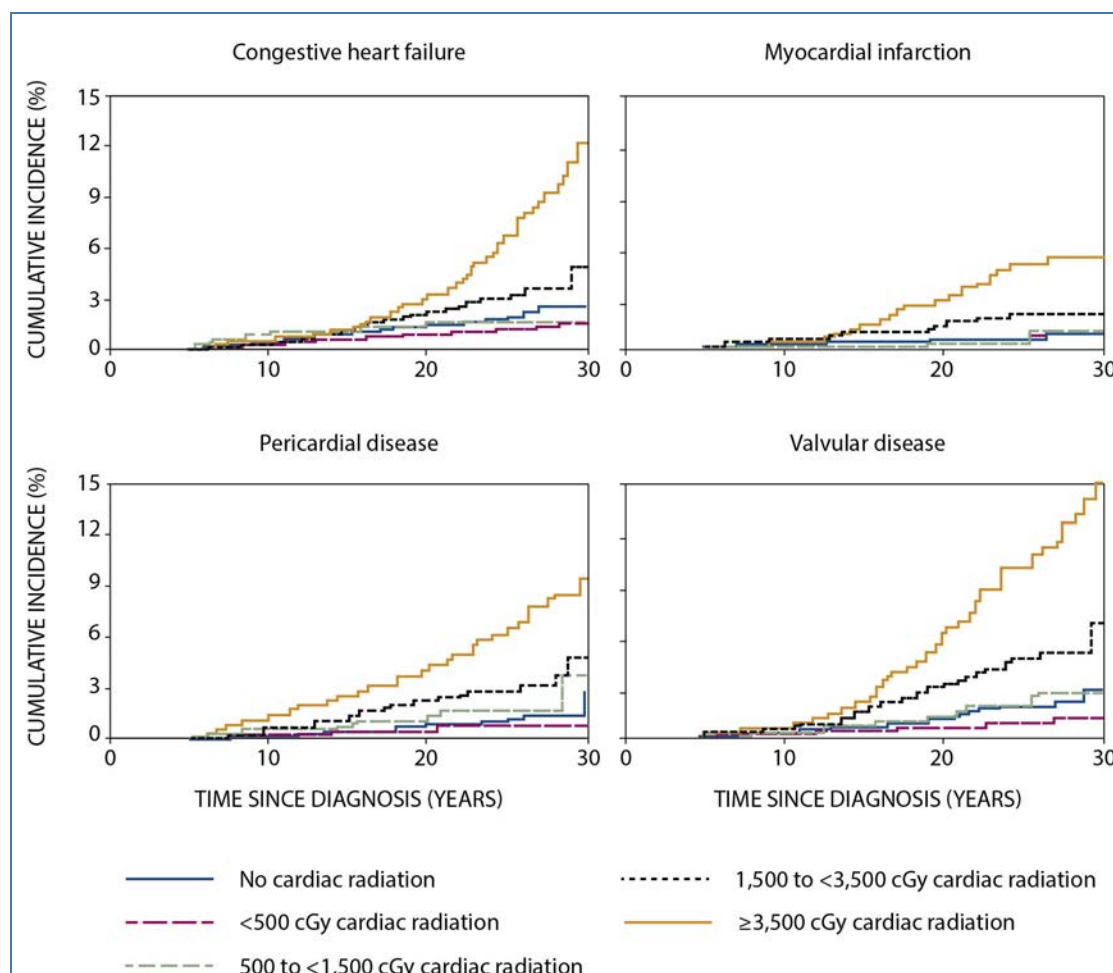 Congestive heart failure
Myocardial infarction
CUMULATIVE INCIDENCE (%)
15
12
9
6
3
0
0
10
20
30
0
10
20
30
Pericardial disease
Valvular disease
CUMULATIVE INCIDENCE (%)
15
12
9
6
3
0
0
10
20
30
0
10
20
30
TIME SINCE DIAGNOSIS (YEARS)
TIME SINCE DIAGNOSIS (YEARS)
No cardiac radiation
1,500 to <3,500 cGy cardiac radiation
<500 cGy cardiac radiation
≥3,500 cGy cardiac radiation
500 to <1,500 cGy cardiac radiation